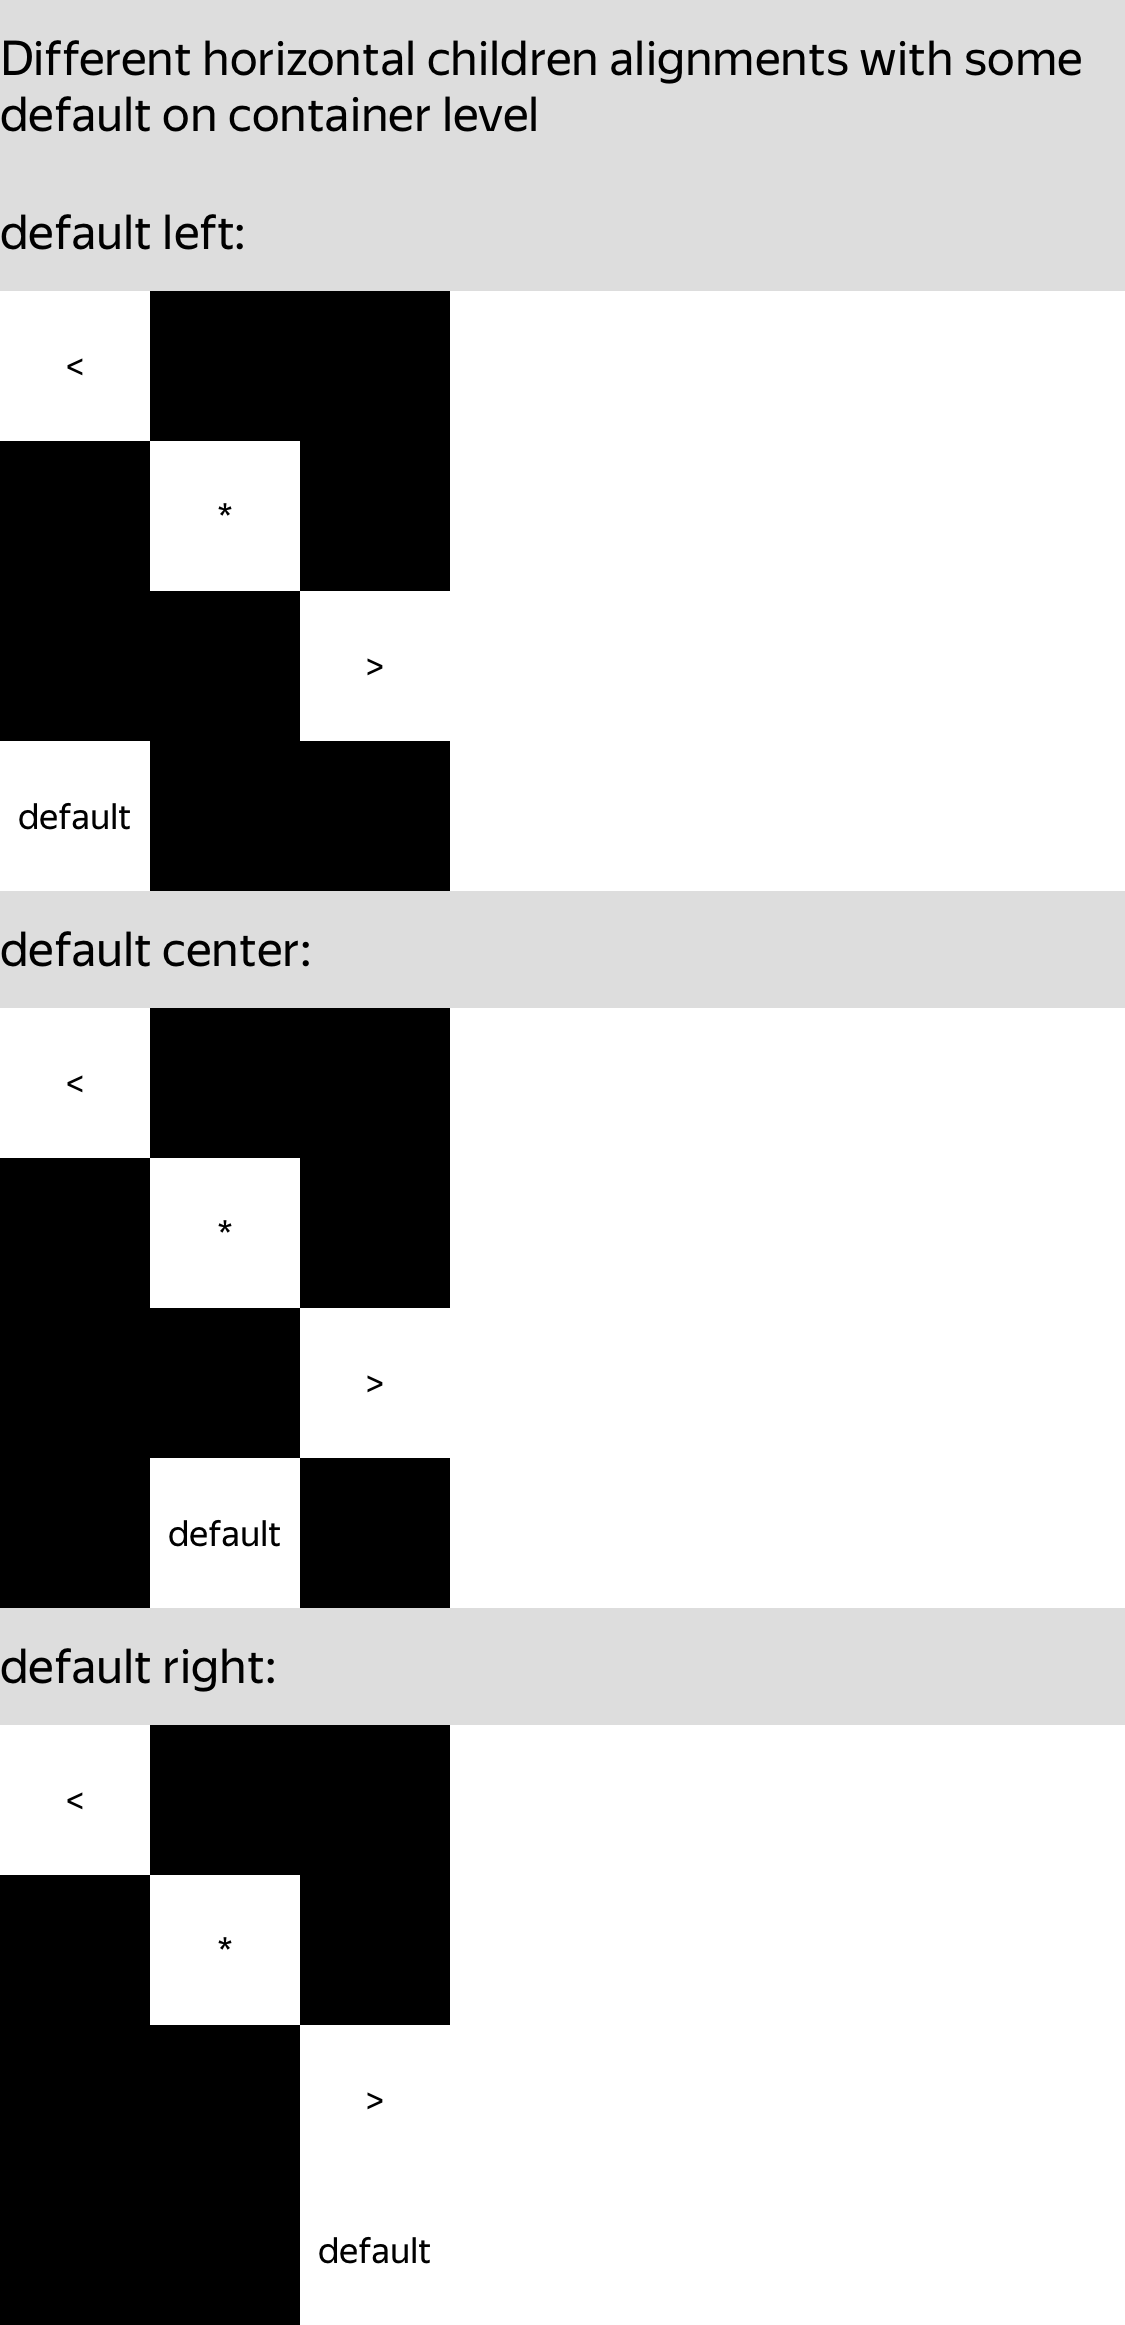 Different horizontal children alignments with some
default on container level
default left:
<
*
>
default
default center:
<
*
>
default
default right:
<
*
>
default